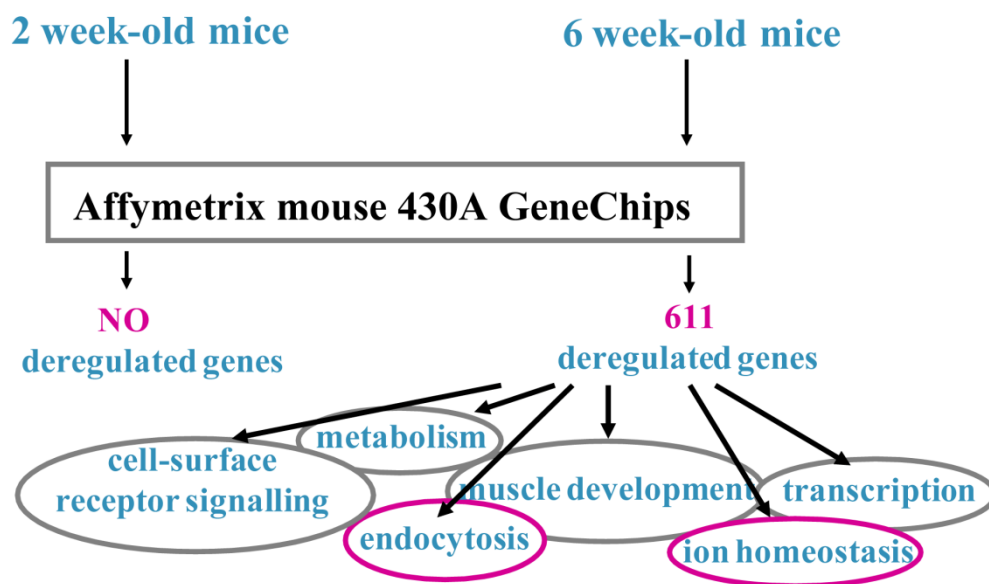 2 week-old mice
6 week-old mice
Affymetrix mouse 430A GeneChips
NO
deregulated genes
611
deregulated genes
metabolism
cell-surface
receptor signalling
muscle development
transcription
endocytosis
ion homeostasis